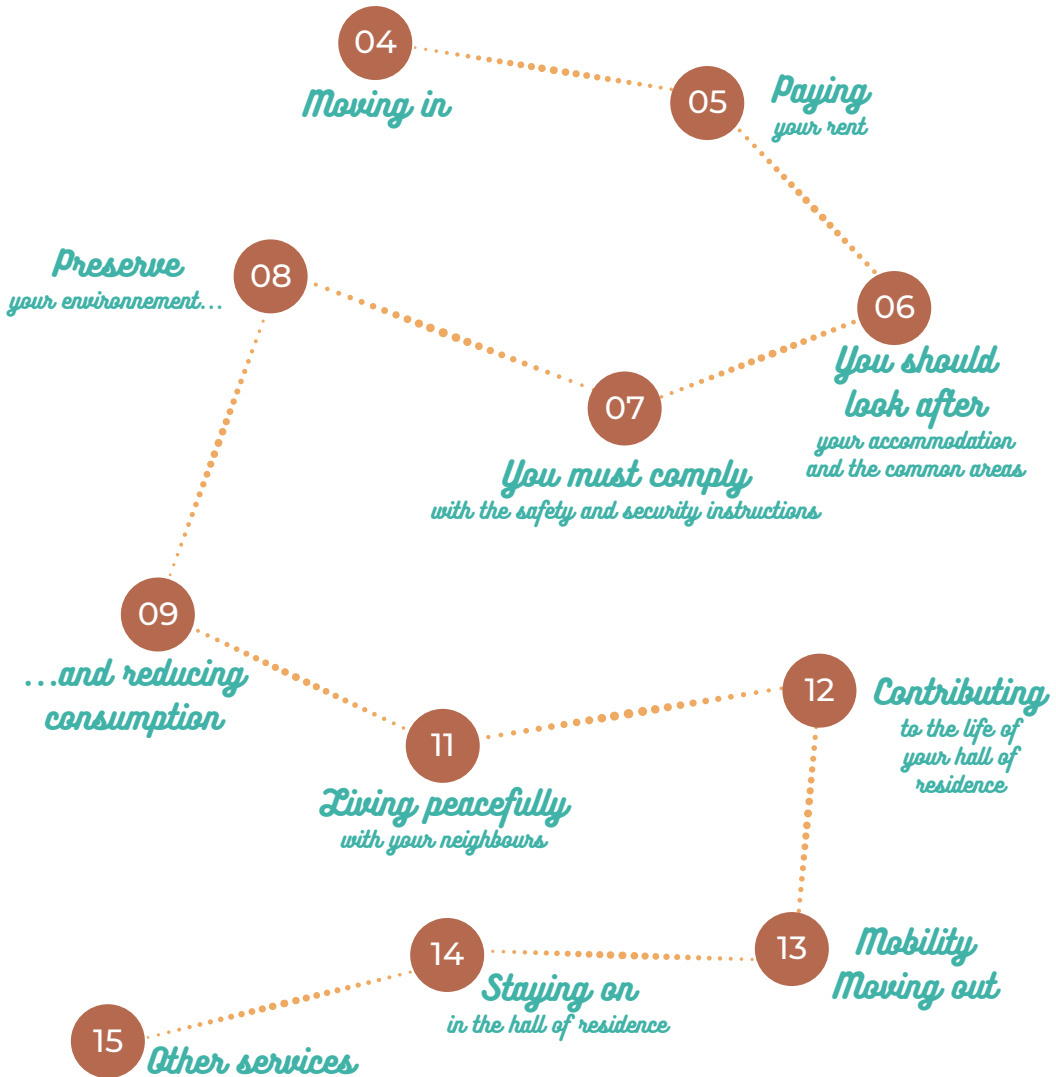 04
Moving in
05
Paying
your rent
06
You should
look after
your accommodation
and the common areas
07
You must comply
with the safety and security instructions
08
Preserve
your environnement...
09
...and reducing
consumption
11
Living peacefully
with your neighbours
12
Contributing
to the life of
your hall of
residence
13
Mobility
Moving out
14
Staying on
in the hall of residence
15
Other services